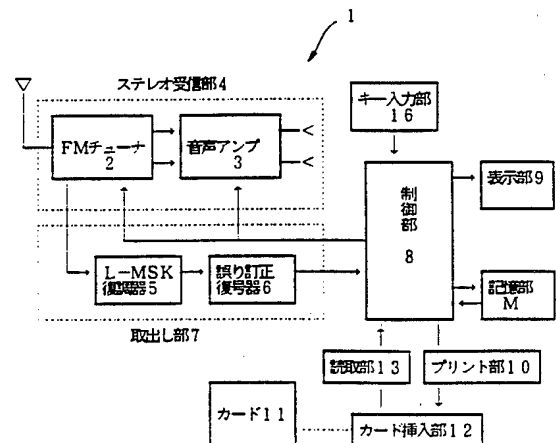 1
ステレオ受信部4
FMチューナ
2
音声アンプ
3
キー入力部
16
制御部
8
表示部9
記憶部
M
L－MSK
復調器5
誤り訂正
復号器6
取出し部7
読取部13
プリント部10
カード11
カード挿入部12